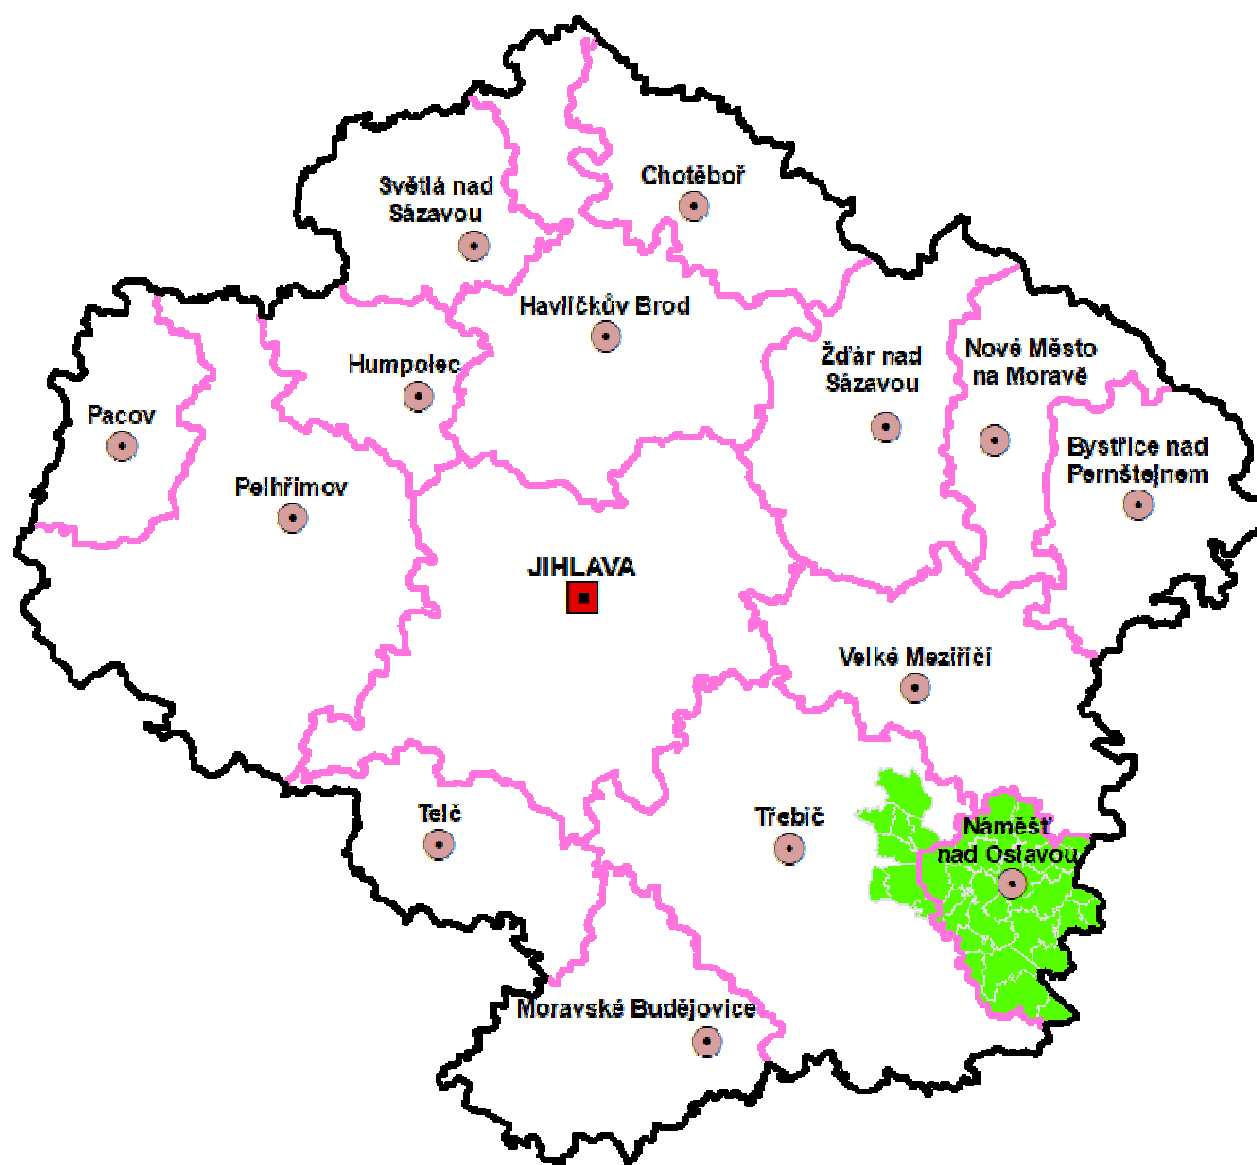 Chotěboř
Světlá nad
Sázavou
Havlíčkův Brod
Humpolec
Žďár nad
Sázavou
Nové Město
na Moravě
Pacov
Bystřice nad
Pernštejnem
Pelhřimov
JIHLAVA
Velké Meziříčí
Telč
Třebíč
Náměšť
nad Oslavou
Moravské Budějovice